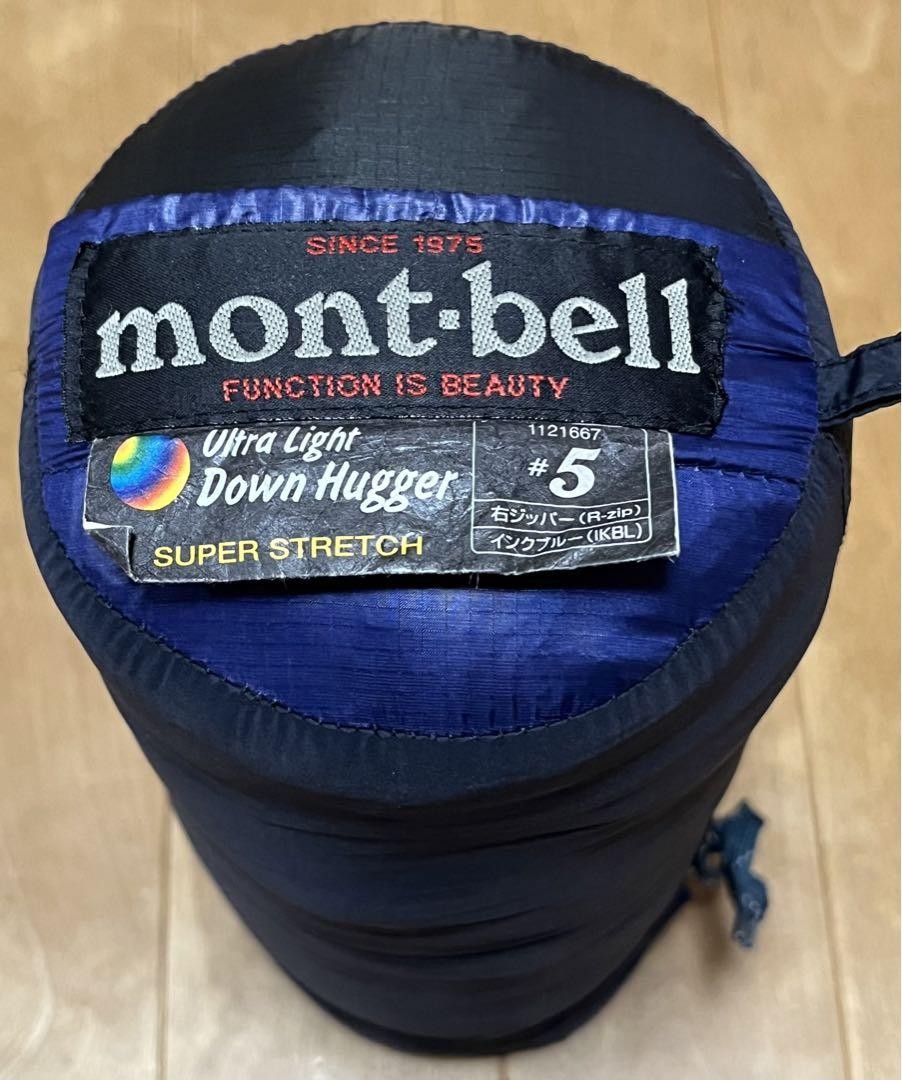 SINCE 1975
mont-bell
FUNCTION IS BEAUTY
Ultra Light
Down Hugger
SUPER STRETCH
1121667
#5
右ジッパー(R-zip)
インクブルー(IKBL)